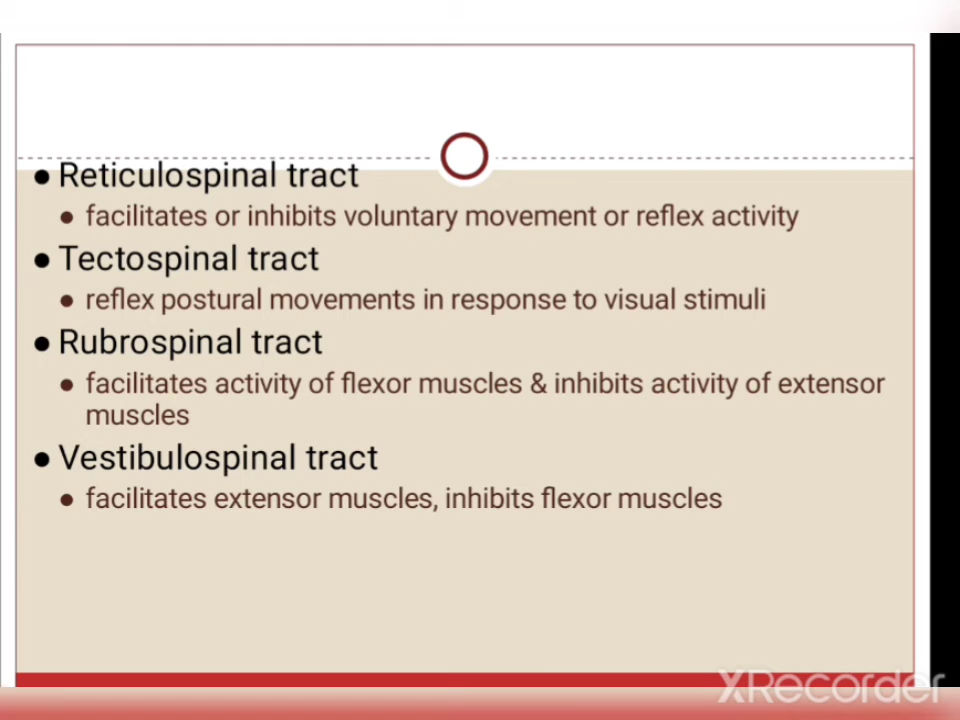 ● Reticulospinal tract
● facilitates or inhibits voluntary movement or reflex activity
● Tectospinal tract
● reflex postural movements in response to visual stimuli
● Rubrospinal tract
● facilitates activity of flexor muscles & inhibits activity of extensor
muscles
● Vestibulospinal tract
● facilitates extensor muscles, inhibits flexor muscles
XRecorder